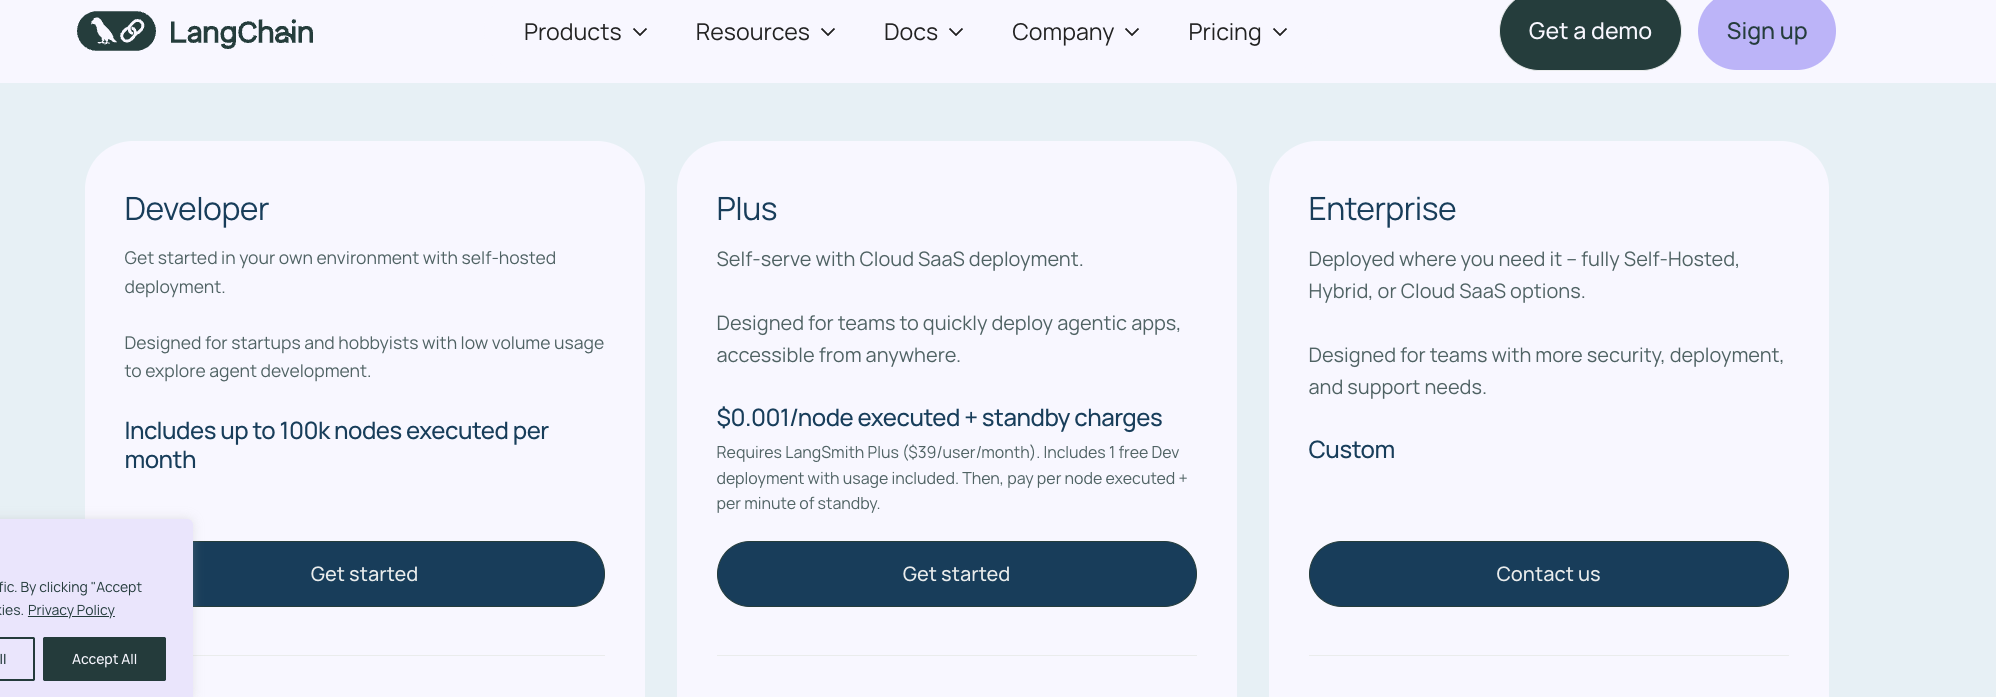 LangChain
Products
Resources
Docs
Company
Pricing
Get a demo
Sign up
Developer
Get started in your own environment with self-hosted
deployment.
Designed for startups and hobbyists with low volume usage
to explore agent development.
Includes up to 100k nodes executed per
month
Get started
Plus
Self-serve with Cloud SaaS deployment.
Designed for teams to quickly deploy agentic apps,
accessible from anywhere.
$0.001/node executed + standby charges
Requires LangSmith Plus ($39/user/month). Includes 1 free Dev
deployment with usage included. Then, pay per node executed +
per minute of standby.
Get started
Enterprise
Deployed where you need it – fully Self-Hosted,
Hybrid, or Cloud SaaS options.
Designed for teams with more security, deployment,
and support needs.
Custom
Contact us
By clicking "Accept
Privacy Policy
Accept All